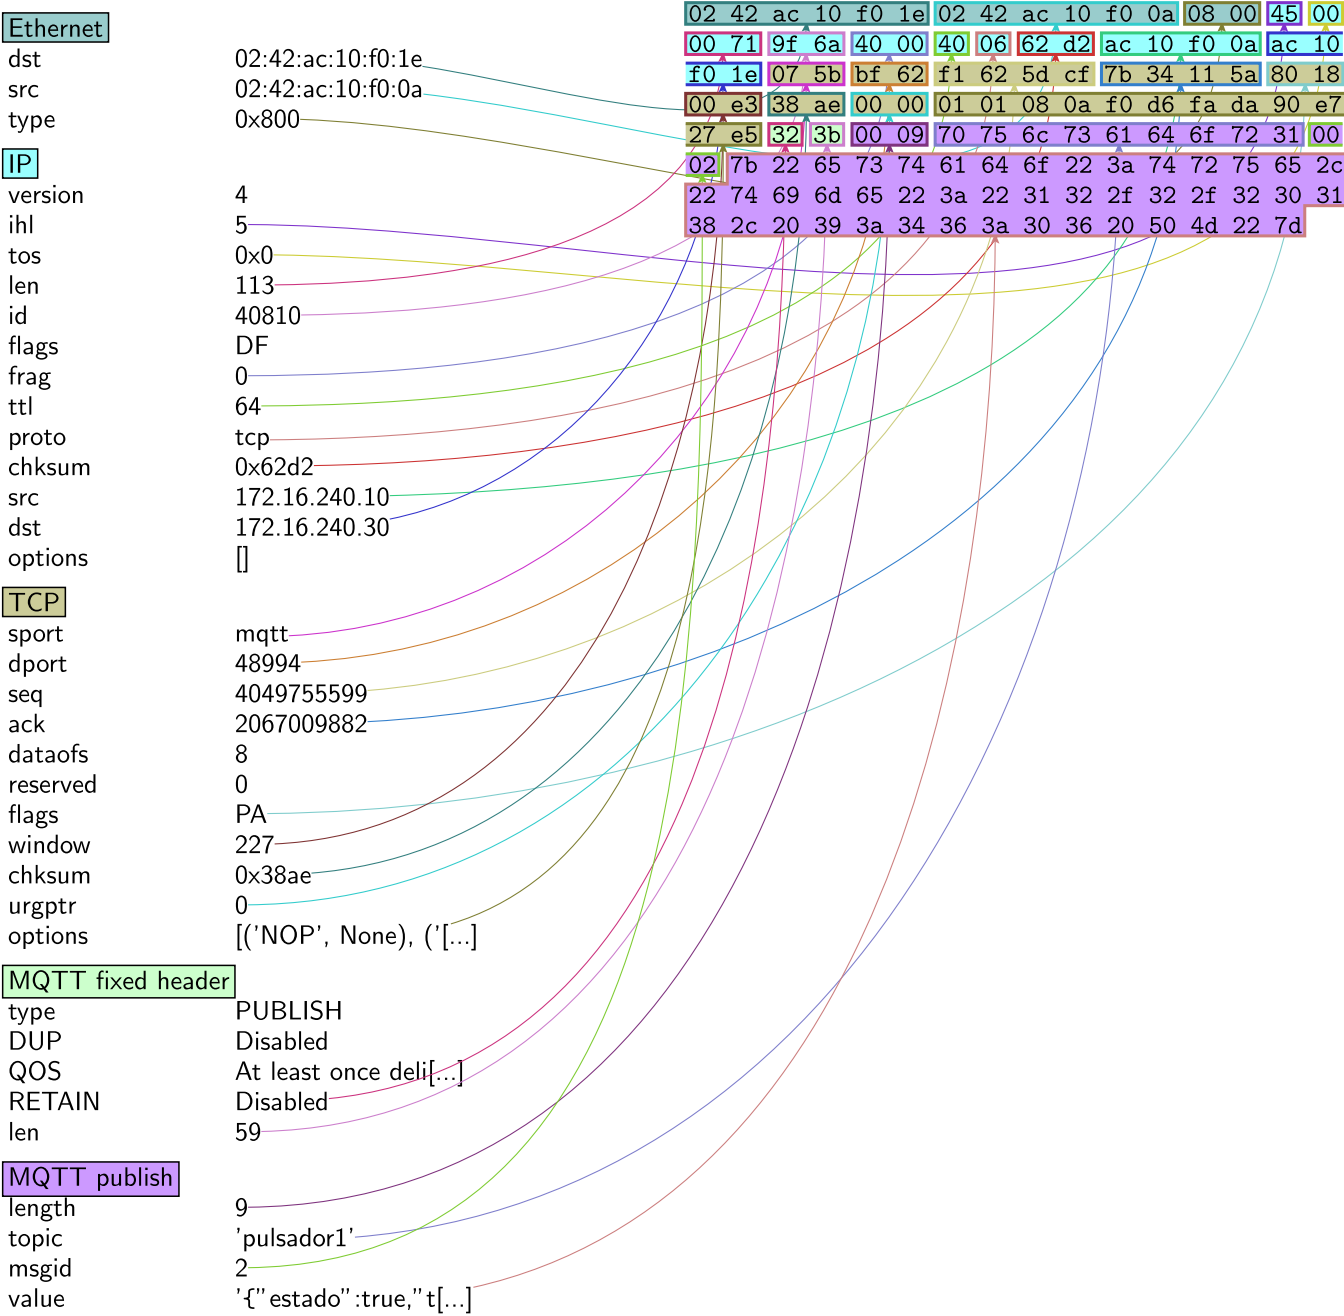 Ethernet
dst 02:42:ac:10:f0:1e
src 02:42:ac:10:f0:0a
type 0x800
IP
version 4
ihl 5
tos 0x0
len 113
id 40810
flags DF
frag 0
ttl 64
proto tcp
chksum 0x62d2
src 172.16.240.10
dst 172.16.240.30
options []
TCP
sport mqtt
dport 48994
seq 4049755599
ack 2067009882
dataofs 8
reserved 0
flags PA
window 227
chksum 0x38ae
urgptr 0
options [('NOP', None), ('[...]
MQTT fixed header
type PUBLISH
DUP Disabled
QOS At least once deli[...]
RETAIN Disabled
len 59
MQTT publish
length 9
topic 'pulsador1'
msgid 2
value '{"estado":true,"t[...]
02 42 ac 10 f0 1e 02 42 ac 10 f0 0a 08 00 45 00
00 71 9f 6a 40 00 40 06 62 d2 ac 10 f0 0a ac 10
f0 1e 07 5b bf 62 f1 62 5d cf 7b 34 11 5a 80 18
00 e3 38 ae 00 00 01 01 08 0a f0 d6 fa da 90 e7
27 e5 32 3b 00 09 70 75 6c 73 61 64 6f 72 31 00
02 7b 22 65 73 74 61 64 6f 22 3a 74 72 75 65 2c
22 74 69 6d 65 22 3a 22 31 32 2f 32 2f 32 30 31
38 2c 20 39 3a 34 36 3a 30 36 20 50 4d 22 7d